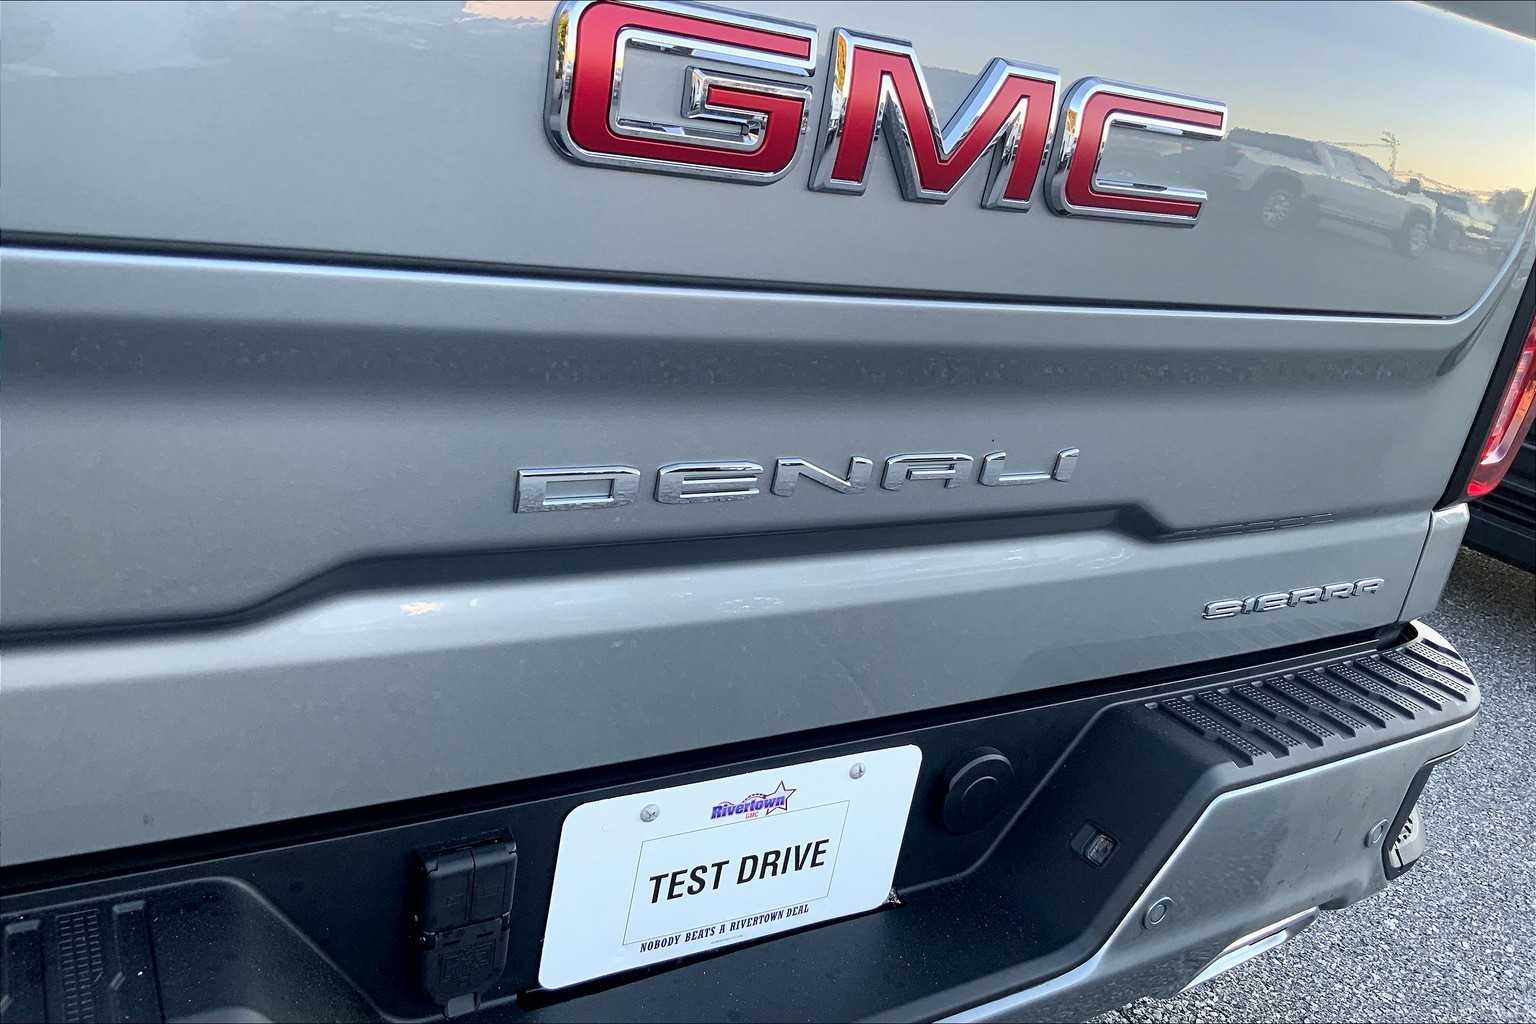 GMC
DENALI
SIERRA
Rivertown
GMC
TEST DRIVE
NOBODY BEATS A RIVERTOWN DEAL